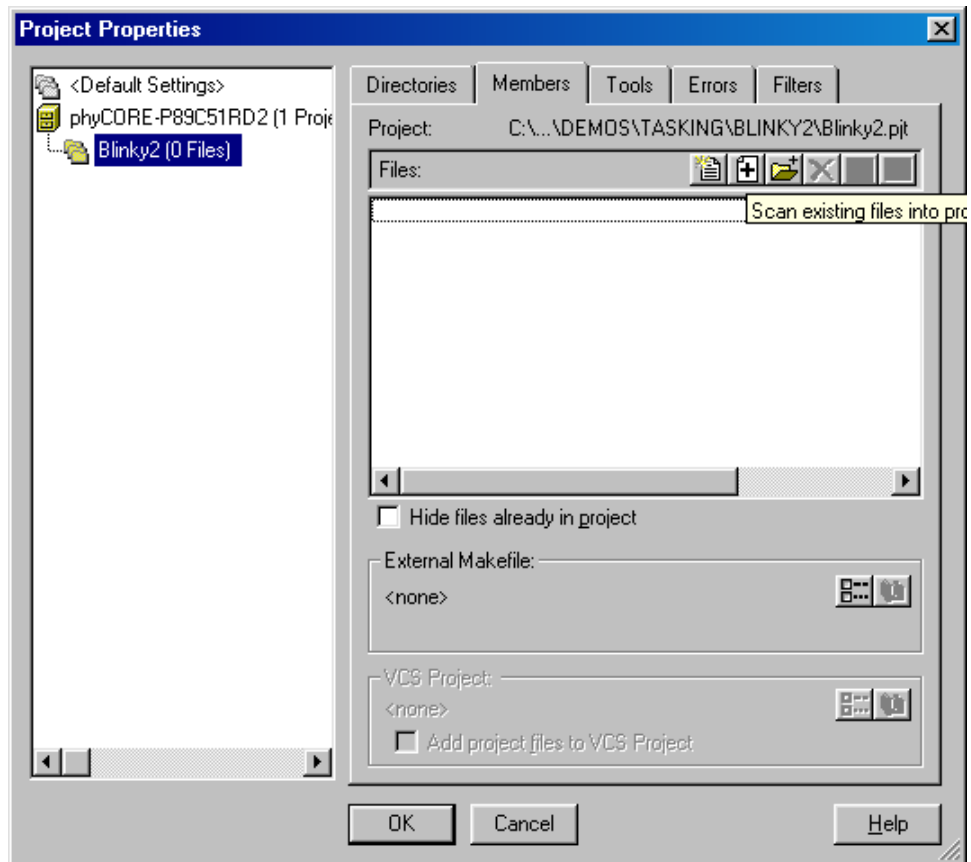 Project Properties
<Default Settings>
phyCORE-P89C51RD2 (1 Proje
Blinky2 (0 Files)
Directories
Members
Tools
Errors
Filters
Project:
C:\...\DEMOS\TASKING\BLINKY2\Blinky2.pjt
Files:
Scan existing files into pro
Hide files already in project
External Makefile:
<none>
VCS Project:
<none>
Add project files to VCS Project
OK
Cancel
Help